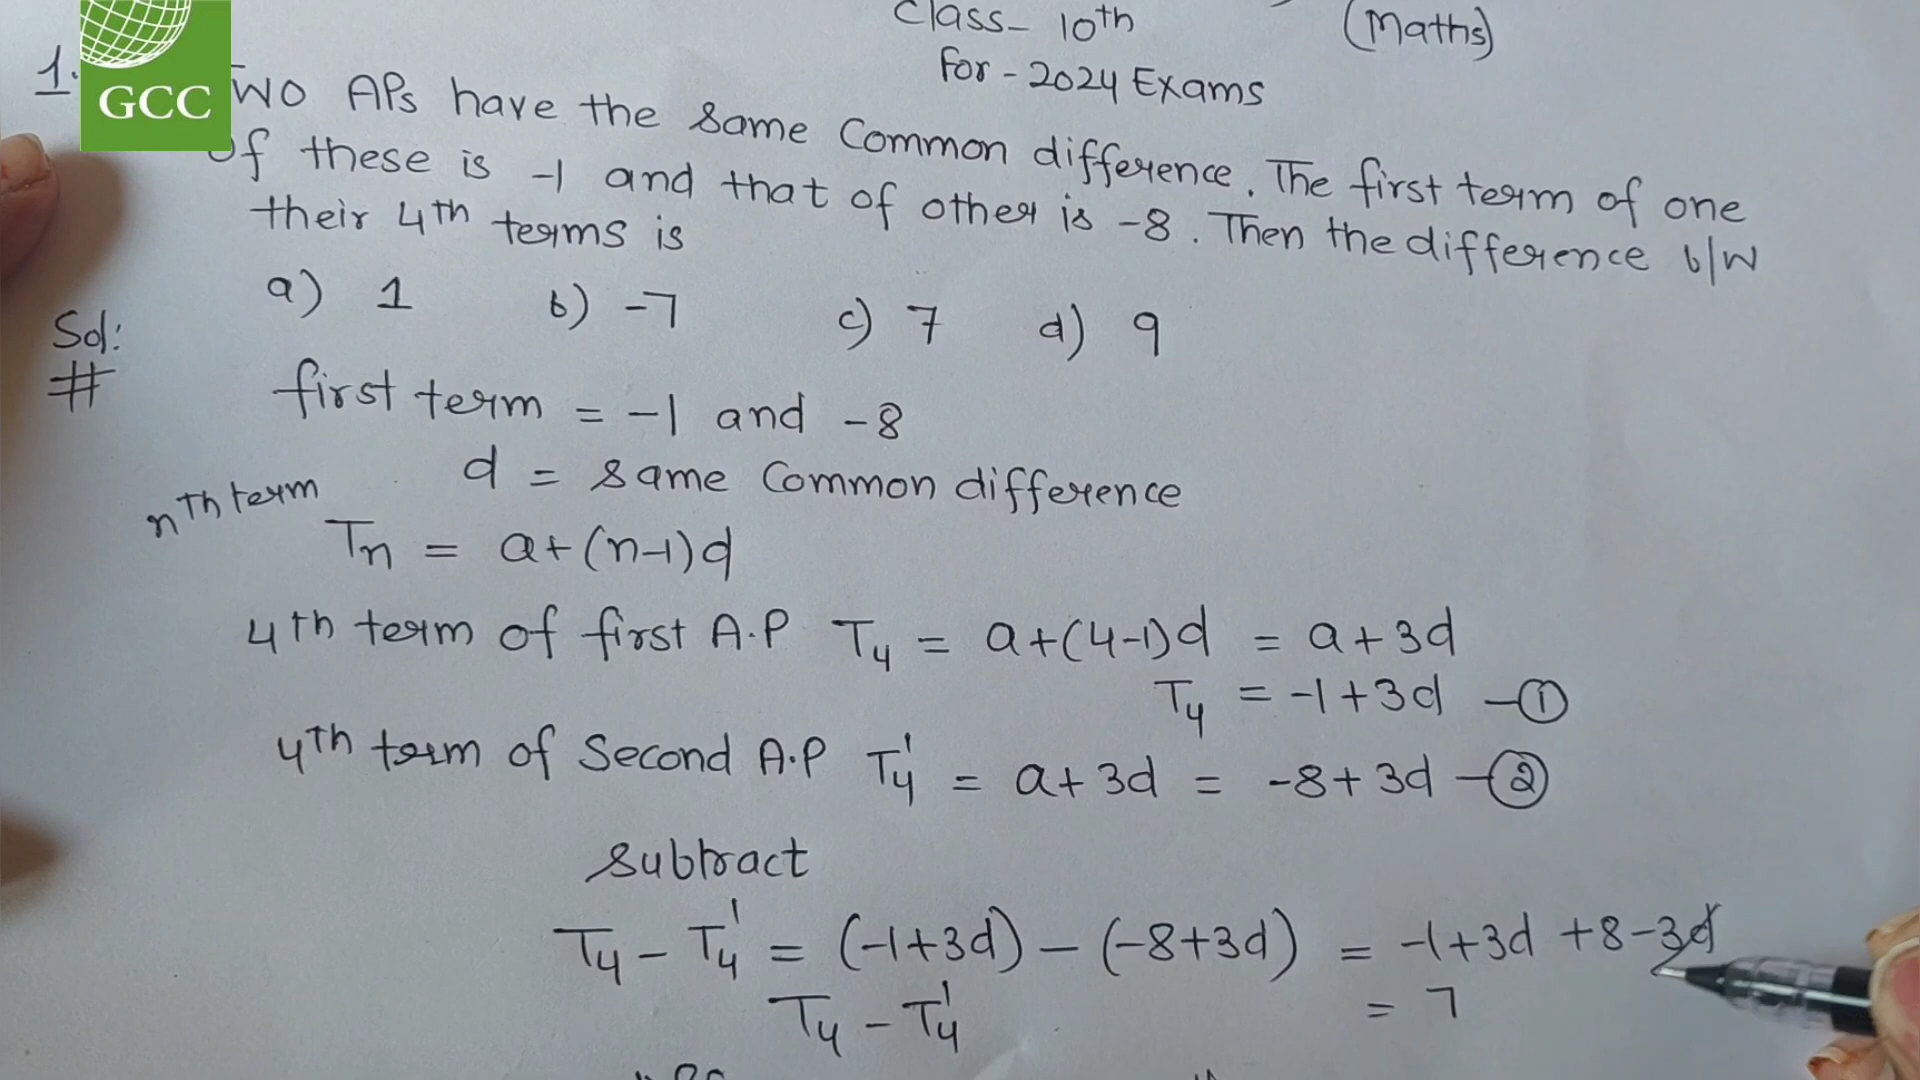 Class- 10th (Maths)
For - 2024 Exams
GCC
1. Two APs have the same Common difference. The first term of one
of these is -1 and that of other is -8. Then the difference b/w
their 4th terms is
a) 1 b) -7 c) 7 d) 9
Sol:
#
first term = -1 and -8
d = same Common difference
nth term
Tn = a+(n-1)d
4th term of first A.P T4 = a+(4-1)d = a+3d
T4 = -1+3d -①
4th term of Second A.P T4' = a+3d = -8+3d -②
subtract
T4 - T4' = (-1+3d) - (-8+3d) = -1+3d +8-3d
T4 - T4' = 7